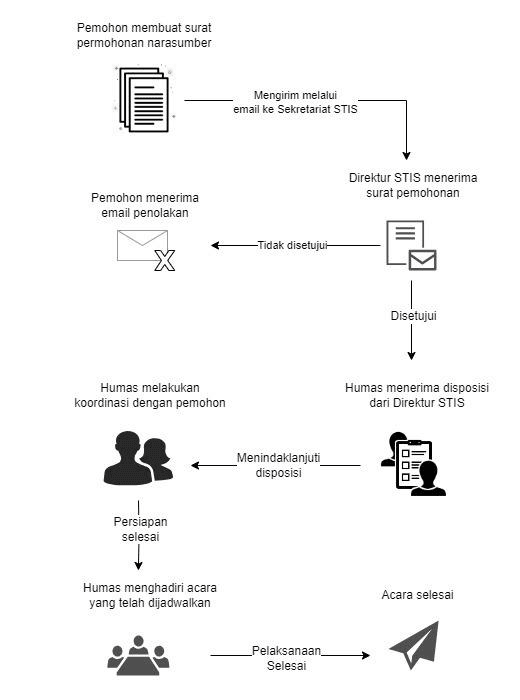 Pemohon membuat surat
permohonan narasumber
Mengirim melalui
email ke Sekretariat STIS
Direktur STIS menerima
surat pemohonan
Pemohon menerima
email penolakan
Tidak disetujui
Disetujui
Humas melakukan
koordinasi dengan pemohon
Humas menerima disposisi
dari Direktur STIS
Menindaklanjuti
disposisi
Persiapan
selesai
Humas menghadiri acara
yang telah dijadwalkan
Acara selesai
Pelaksanaan
Selesai